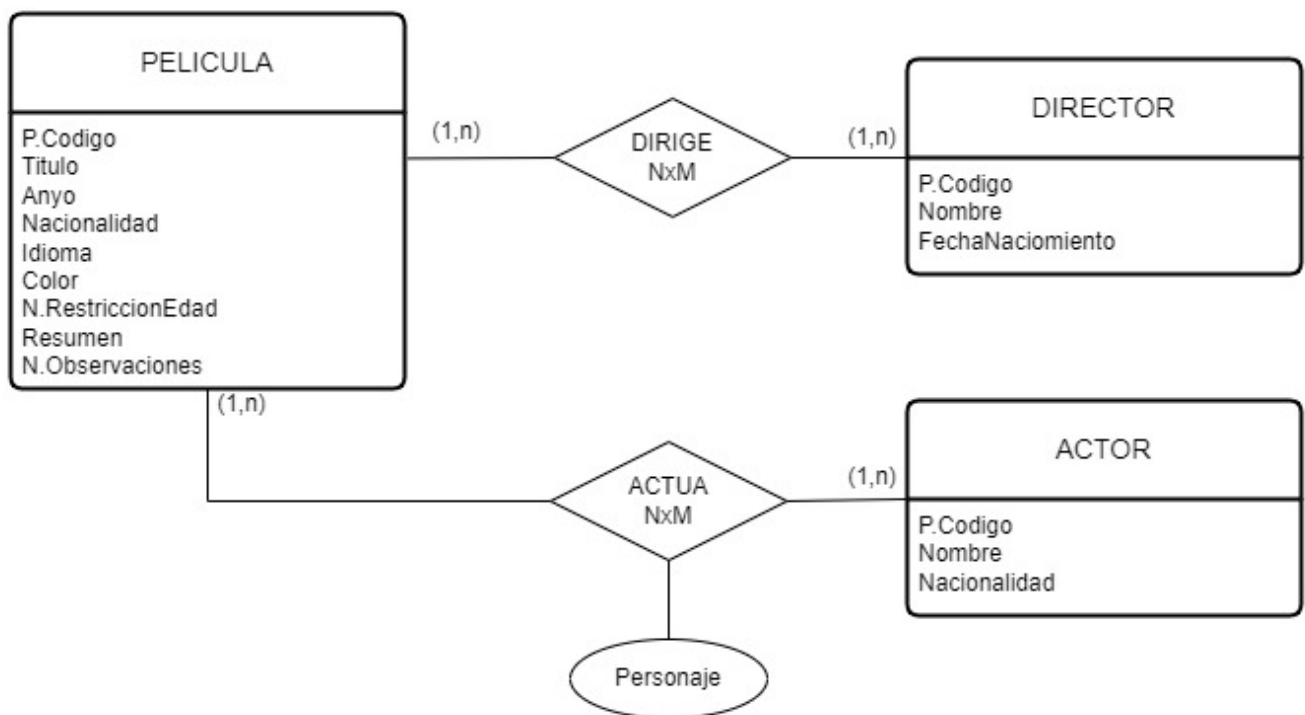 PELICULA
P.Codigo
Titulo
Anyo
Nacionalidad
Idioma
Color
N.RestriccionEdad
Resumen
N.Observaciones
(1,n)
DIRIGE
NxM
(1,n)
DIRECTOR
P.Codigo
Nombre
FechaNaciomiento
(1,n)
ACTUA
NxM
(1,n)
ACTOR
P.Codigo
Nombre
Nacionalidad
Personaje